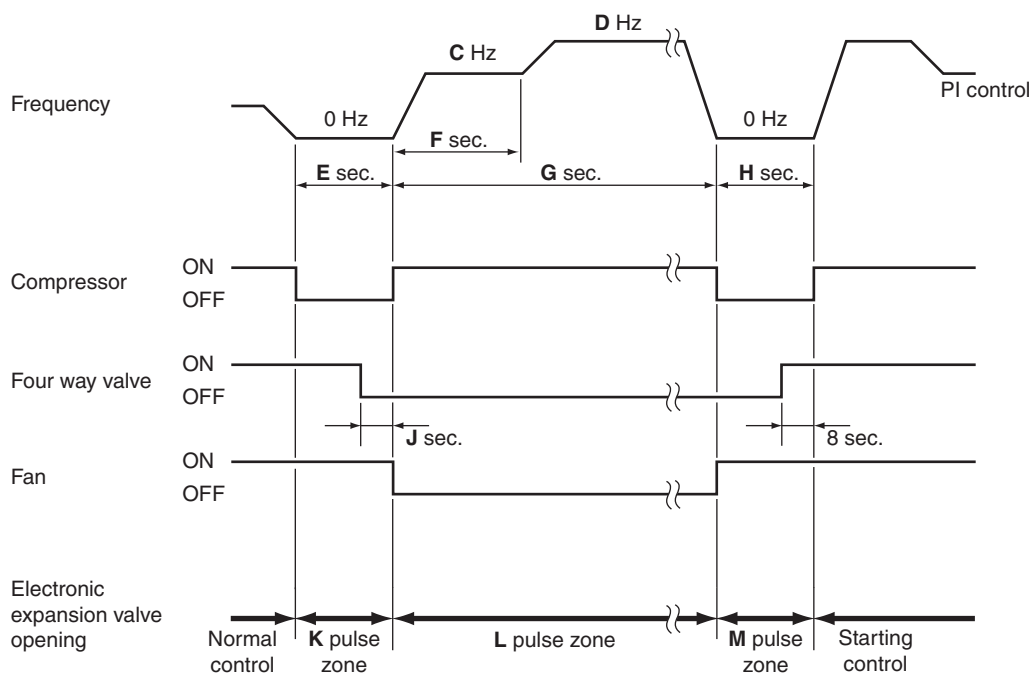 D Hz
C Hz
Frequency
PI control
0 Hz
0 Hz
F sec.
E sec.
G sec.
H sec.
ON
Compressor
OFF
ON
Four way valve
OFF
J sec.
8 sec.
ON
Fan
OFF
Electronic
expansion valve
opening
Normal
control
K pulse
zone
L pulse zone
M pulse
zone
Starting
control